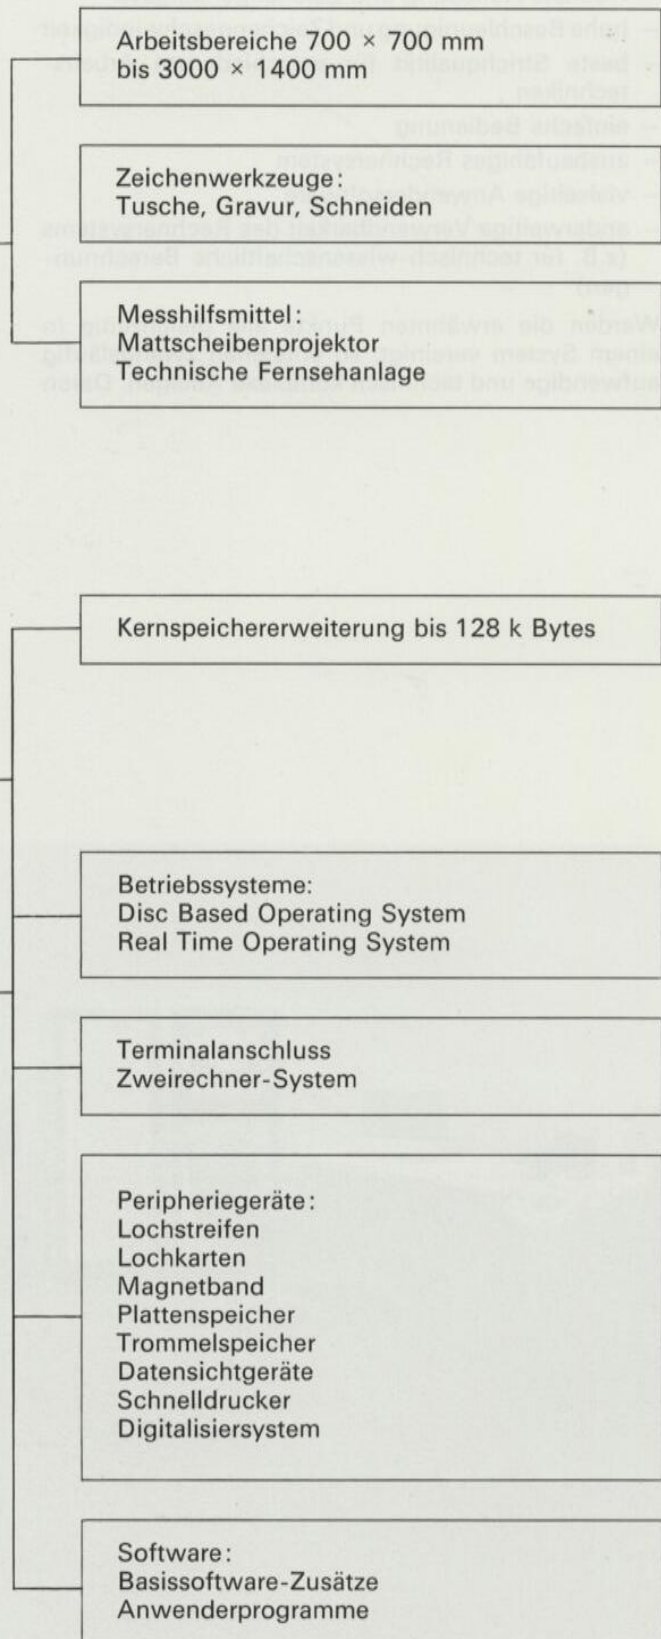 Arbeitsbereiche 700 × 700 mm
bis 3000 × 1400 mm
Zeichenwerkzeuge:
Tusche, Gravur, Schneiden
Messhilfsmittel:
Mattscheibenprojektor
Technische Fernsehanlage
Kernspeichererweiterung bis 128 k Bytes
Betriebssysteme:
Disc Based Operating System
Real Time Operating System
Terminalanschluss
Zweirechner-System
Peripheriegeräte:
Lochstreifen
Lochkarten
Magnetband
Plattenspeicher
Trommelspeicher
Datensichtgeräte
Schnelldrucker
Digitalisiersystem
Software:
Basissoftware-Zusätze
Anwenderprogramme